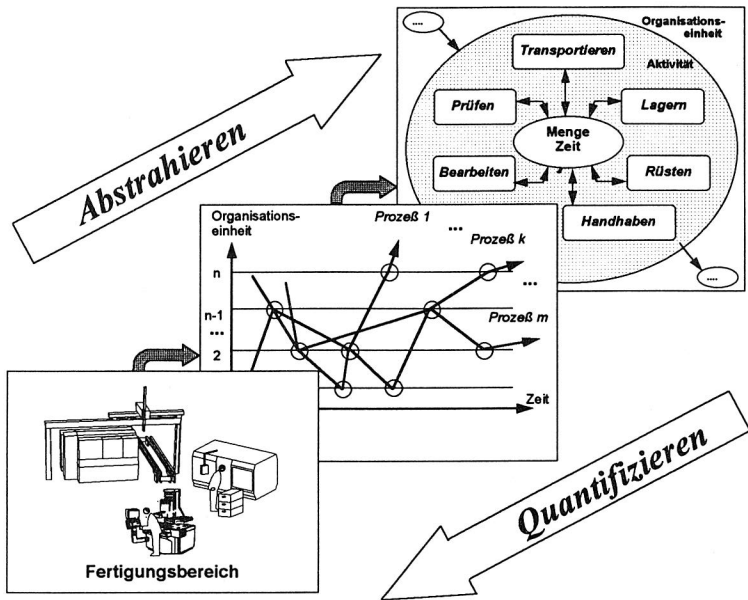 ....
Organisations-
einheit
Transportieren
Aktivität
Prüfen
Lagern
Menge
Zeit
Bearbeiten
Rüsten
Handhaben
....
Abstrahieren
Organisations-
einheit
Prozeß 1
...
Prozeß k
n
...
n-1
Prozeß m
...
2
Zeit
Fertigungsbereich
Quantifizieren